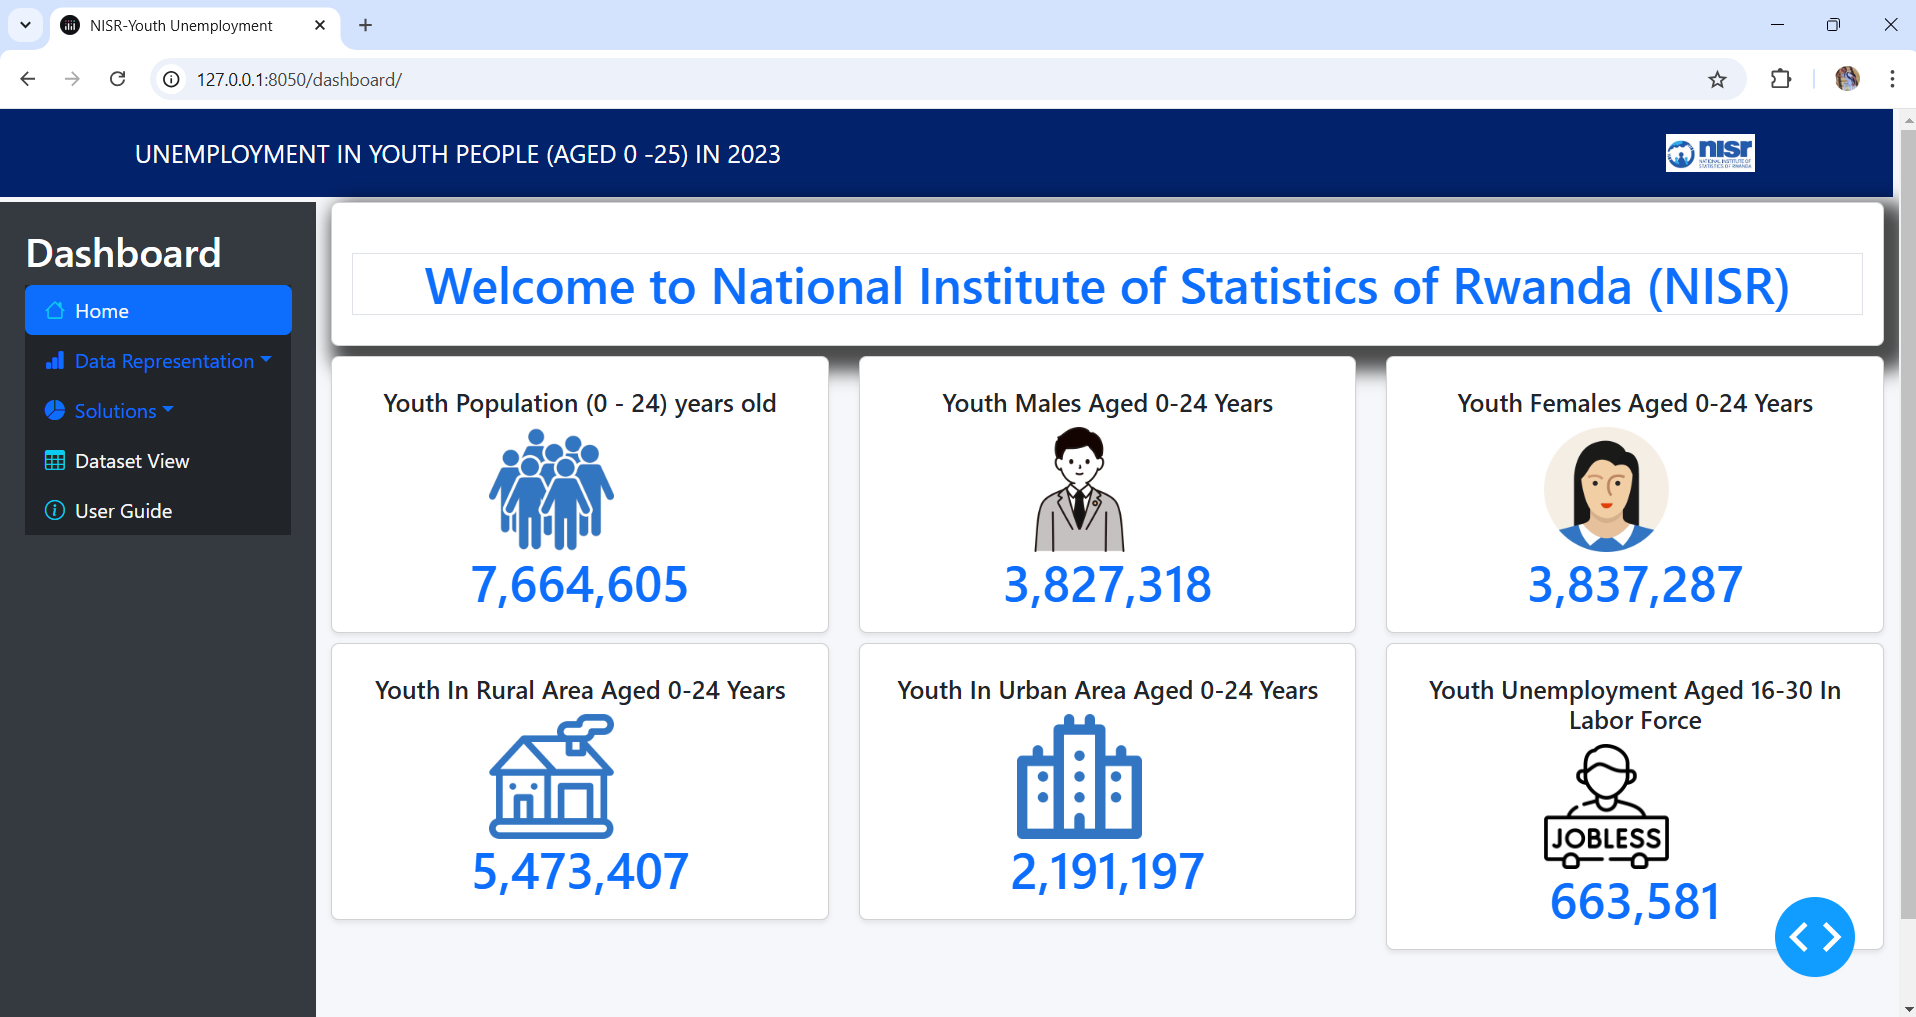 NISR-Youth Unemployment
127.0.0.1:8050/dashboard/
UNEMPLOYMENT IN YOUTH PEOPLE (AGED 0 -25) IN 2023
nisr
NATIONAL INSTITUTE OF
STATISTICS OF RWANDA
Dashboard
Home
Data Representation
Solutions
Dataset View
User Guide
Welcome to National Institute of Statistics of Rwanda (NISR)
Youth Population (0 - 24) years old
7,664,605
Youth Males Aged 0-24 Years
3,827,318
Youth Females Aged 0-24 Years
3,837,287
Youth In Rural Area Aged 0-24 Years
5,473,407
Youth In Urban Area Aged 0-24 Years
2,191,197
Youth Unemployment Aged 16-30 In
Labor Force
JOBLESS
663,581